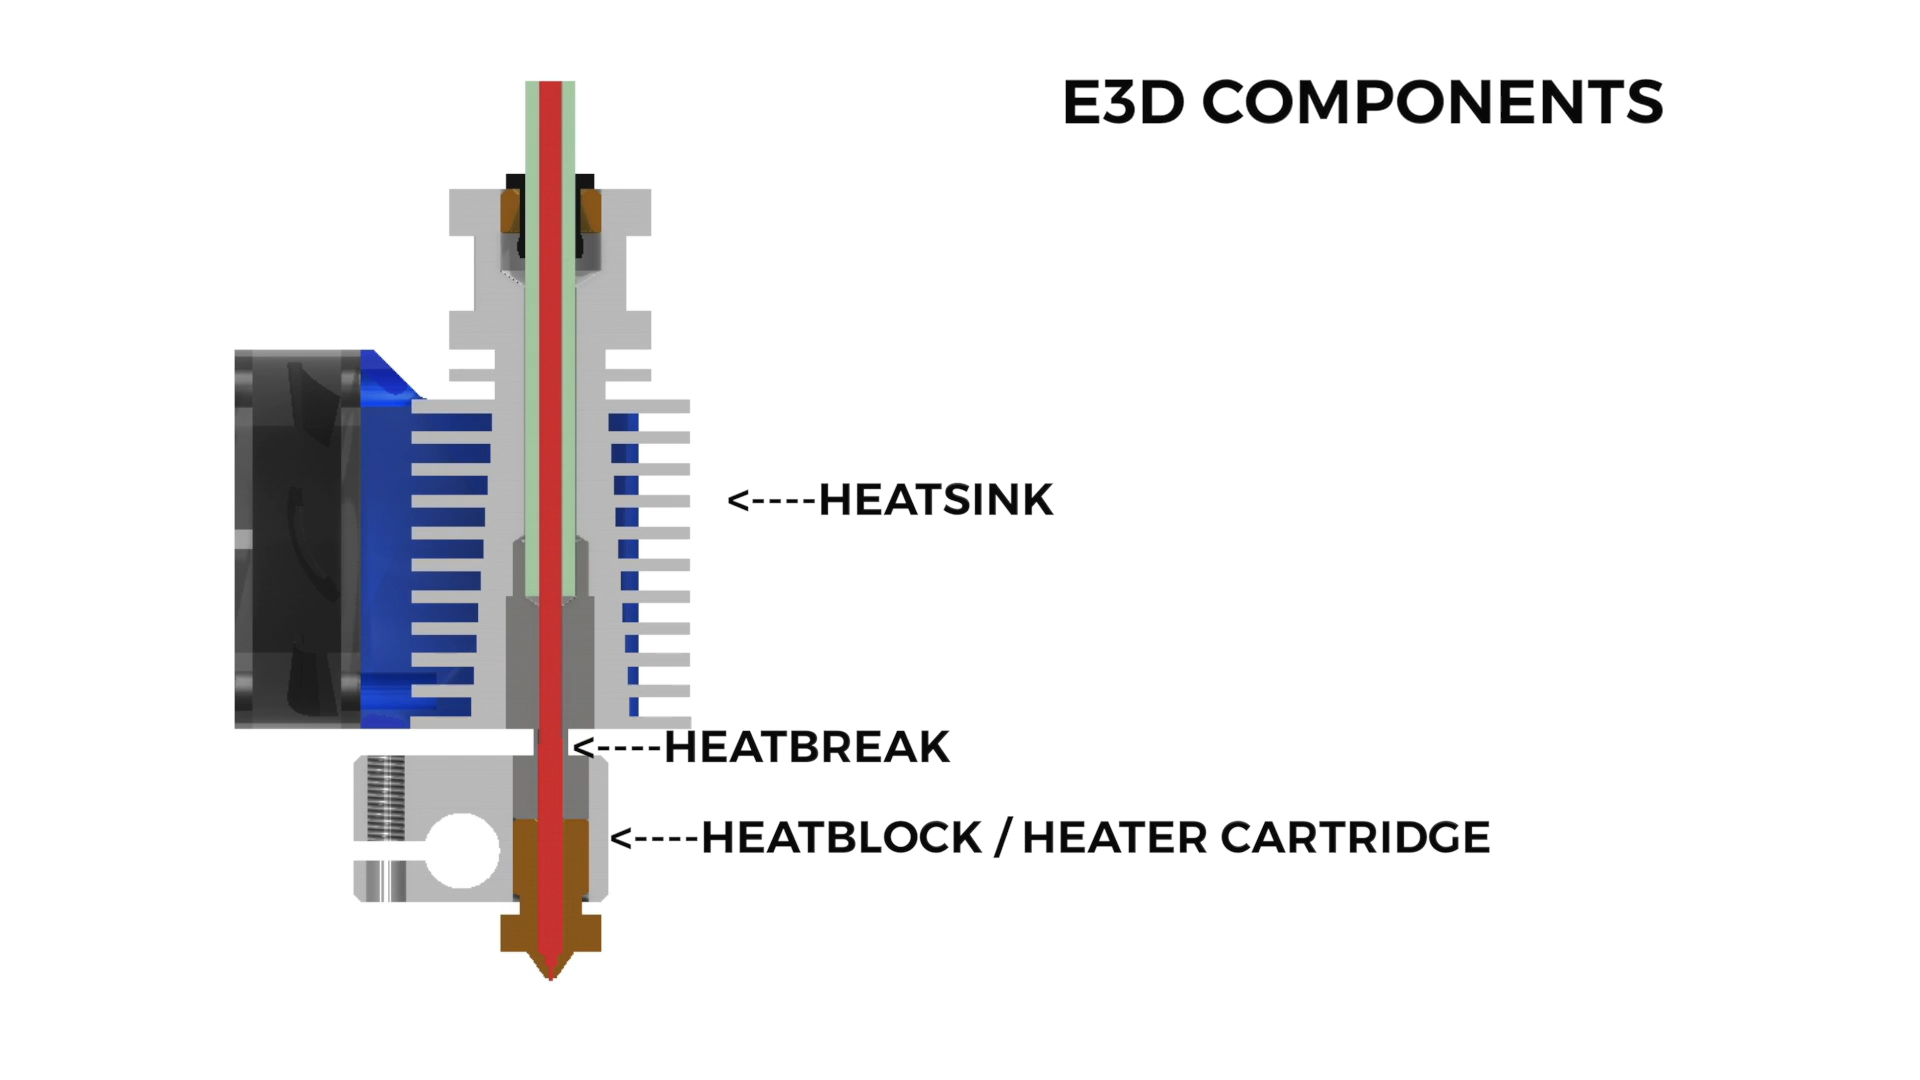 E3D COMPONENTS
<----HEATSINK
<----HEATBREAK
<----HEATBLOCK / HEATER CARTRIDGE